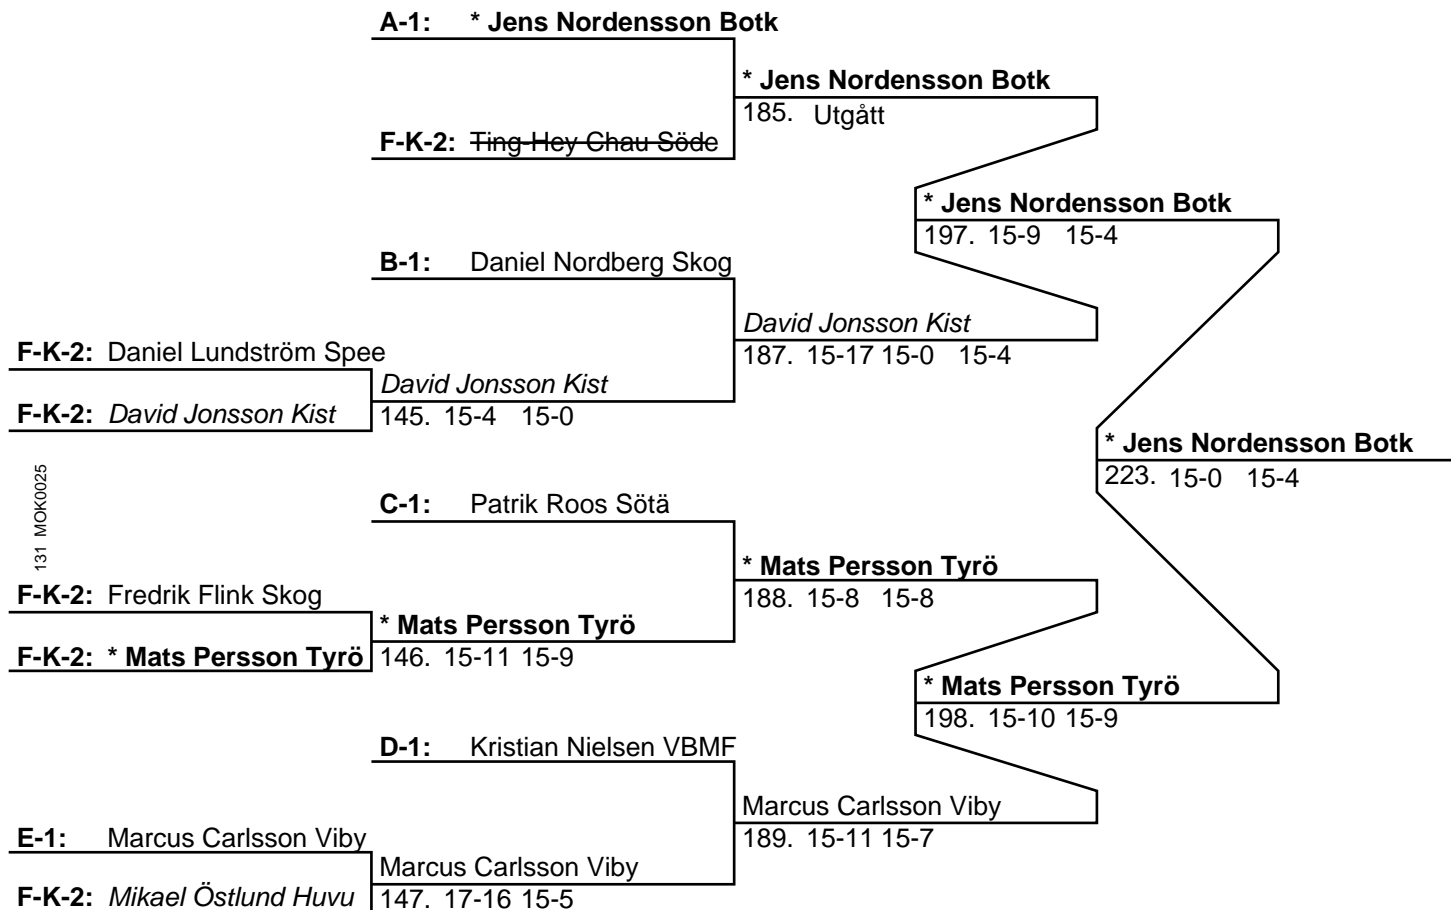 A-1: * Jens Nordensson Botk
* Jens Nordensson Botk
185. Utgått
F-K-2: Ting-Hey Chau Söde
* Jens Nordensson Botk
197. 15-9 15-4
B-1: Daniel Nordberg Skog
David Jonsson Kist
187. 15-17 15-0 15-4
F-K-2: Daniel Lundström Spee
David Jonsson Kist
145. 15-4 15-0
F-K-2: David Jonsson Kist
* Jens Nordensson Botk
223. 15-0 15-4
131 MOK0025
C-1: Patrik Roos Sötä
* Mats Persson Tyrö
188. 15-8 15-8
F-K-2: Fredrik Flink Skog
* Mats Persson Tyrö
146. 15-11 15-9
F-K-2: * Mats Persson Tyrö
* Mats Persson Tyrö
198. 15-10 15-9
D-1: Kristian Nielsen VBMF
Marcus Carlsson Viby
189. 15-11 15-7
E-1: Marcus Carlsson Viby
Marcus Carlsson Viby
147. 17-16 15-5
F-K-2: Mikael Östlund Huvu